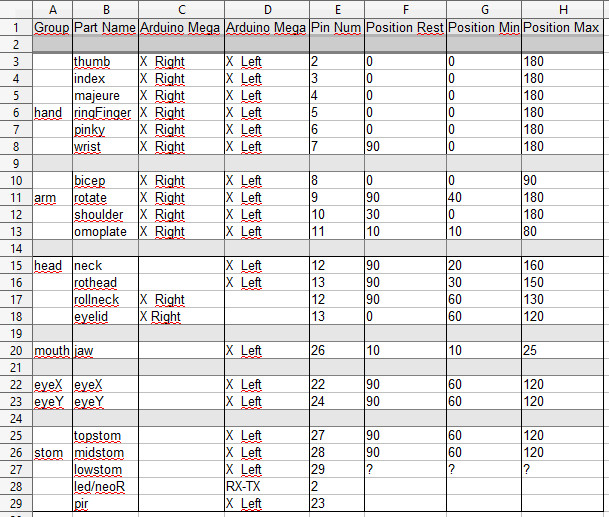 A B C D E F G H
1 Group Part Name Arduino Mega Arduino Mega Pin Num Position Rest Position Min Position Max
2
3 thumb X Right X Left 2 0 0 180
4 index X Right X Left 3 0 0 180
5 majeure X Right X Left 4 0 0 180
6 hand ringFinger X Right X Left 5 0 0 180
7 pinky X Right X Left 6 0 0 180
8 wrist X Right X Left 7 90 0 180
9
10 bicep X Right X Left 8 0 0 90
11 arm rotate X Right X Left 9 90 40 180
12 shoulder X Right X Left 10 30 0 180
13 omoplate X Right X Left 11 10 10 80
14
15 head neck X Left 12 90 20 160
16 rothead X Left 13 90 30 150
17 rollneck X Right 12 90 60 130
18 eyelid X Right 13 0 60 120
19
20 mouth jaw X Left 26 10 10 25
21
22 eyeX eyeX X Left 22 90 60 120
23 eyeY eyeY X Left 24 90 60 120
24
25 topstom X Left 27 90 60 120
26 stom midstom X Left 28 90 60 120
27 lowstom X Left 29 ? ? ?
28 led/neoR RX-TX 2
29 pir X Left 23